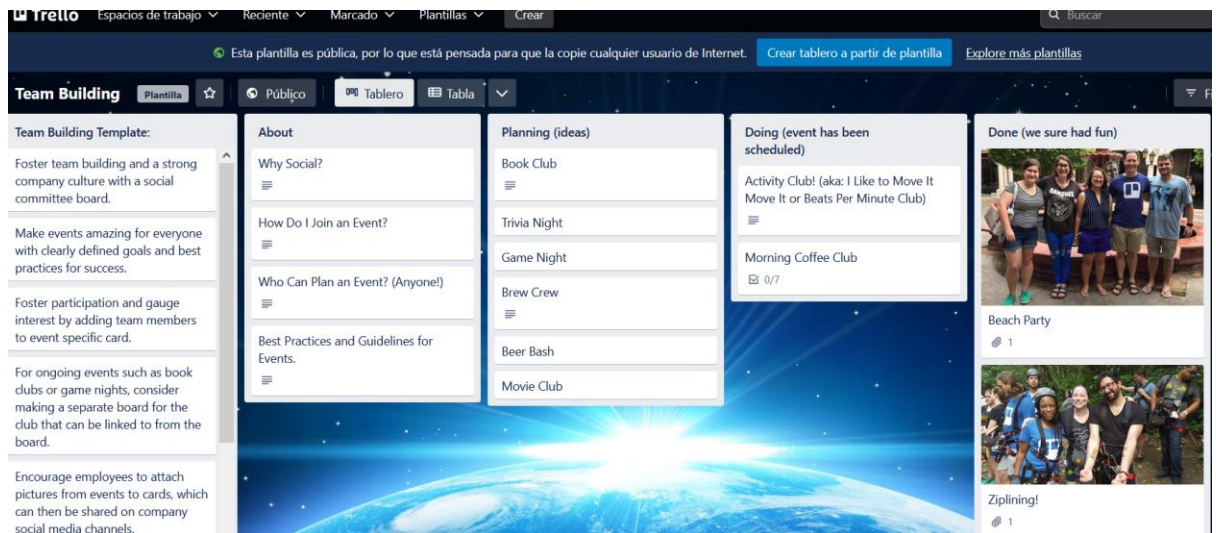 Trello Espacios de trabajo Reciente Marcado Plantillas Crear Buscar
Esta plantilla es pública, por lo que está pensada para que la copie cualquier usuario de Internet. Crear tablero a partir de plantilla Explore más plantillas
Team Building Plantilla Público Tablero Tabla
Team Building Template:
Foster team building and a strong
company culture with a social
committee board.
Make events amazing for everyone
with clearly defined goals and best
practices for success.
Foster participation and gauge
interest by adding team members
to event specific card.
For ongoing events such as book
clubs or game nights, consider
making a separate board for the
club that can be linked to from the
board.
Encourage employees to attach
pictures from events to cards, which
can then be shared on company
social media channels.
About
Why Social?
How Do I Join an Event?
Who Can Plan an Event? (Anyone!)
Best Practices and Guidelines for
Events.
Planning (ideas)
Book Club
Trivia Night
Game Night
Brew Crew
Beer Bash
Movie Club
Doing (event has been
scheduled)
Activity Club! (aka: I Like to Move It
Move It or Beats Per Minute Club)
Morning Coffee Club
0/7
Done (we sure had fun)
Beach Party
1
Ziplining!
1